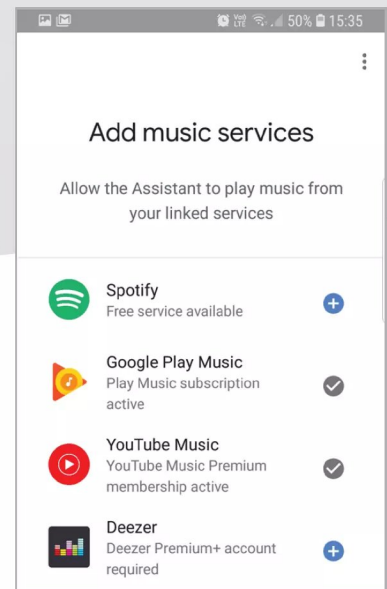 50% 15:35
Add music services
Allow the Assistant to play music from
your linked services
Spotify
Free service available
Google Play Music
Play Music subscription
active
YouTube Music
YouTube Music Premium
membership active
Deezer
Deezer Premium+ account
required